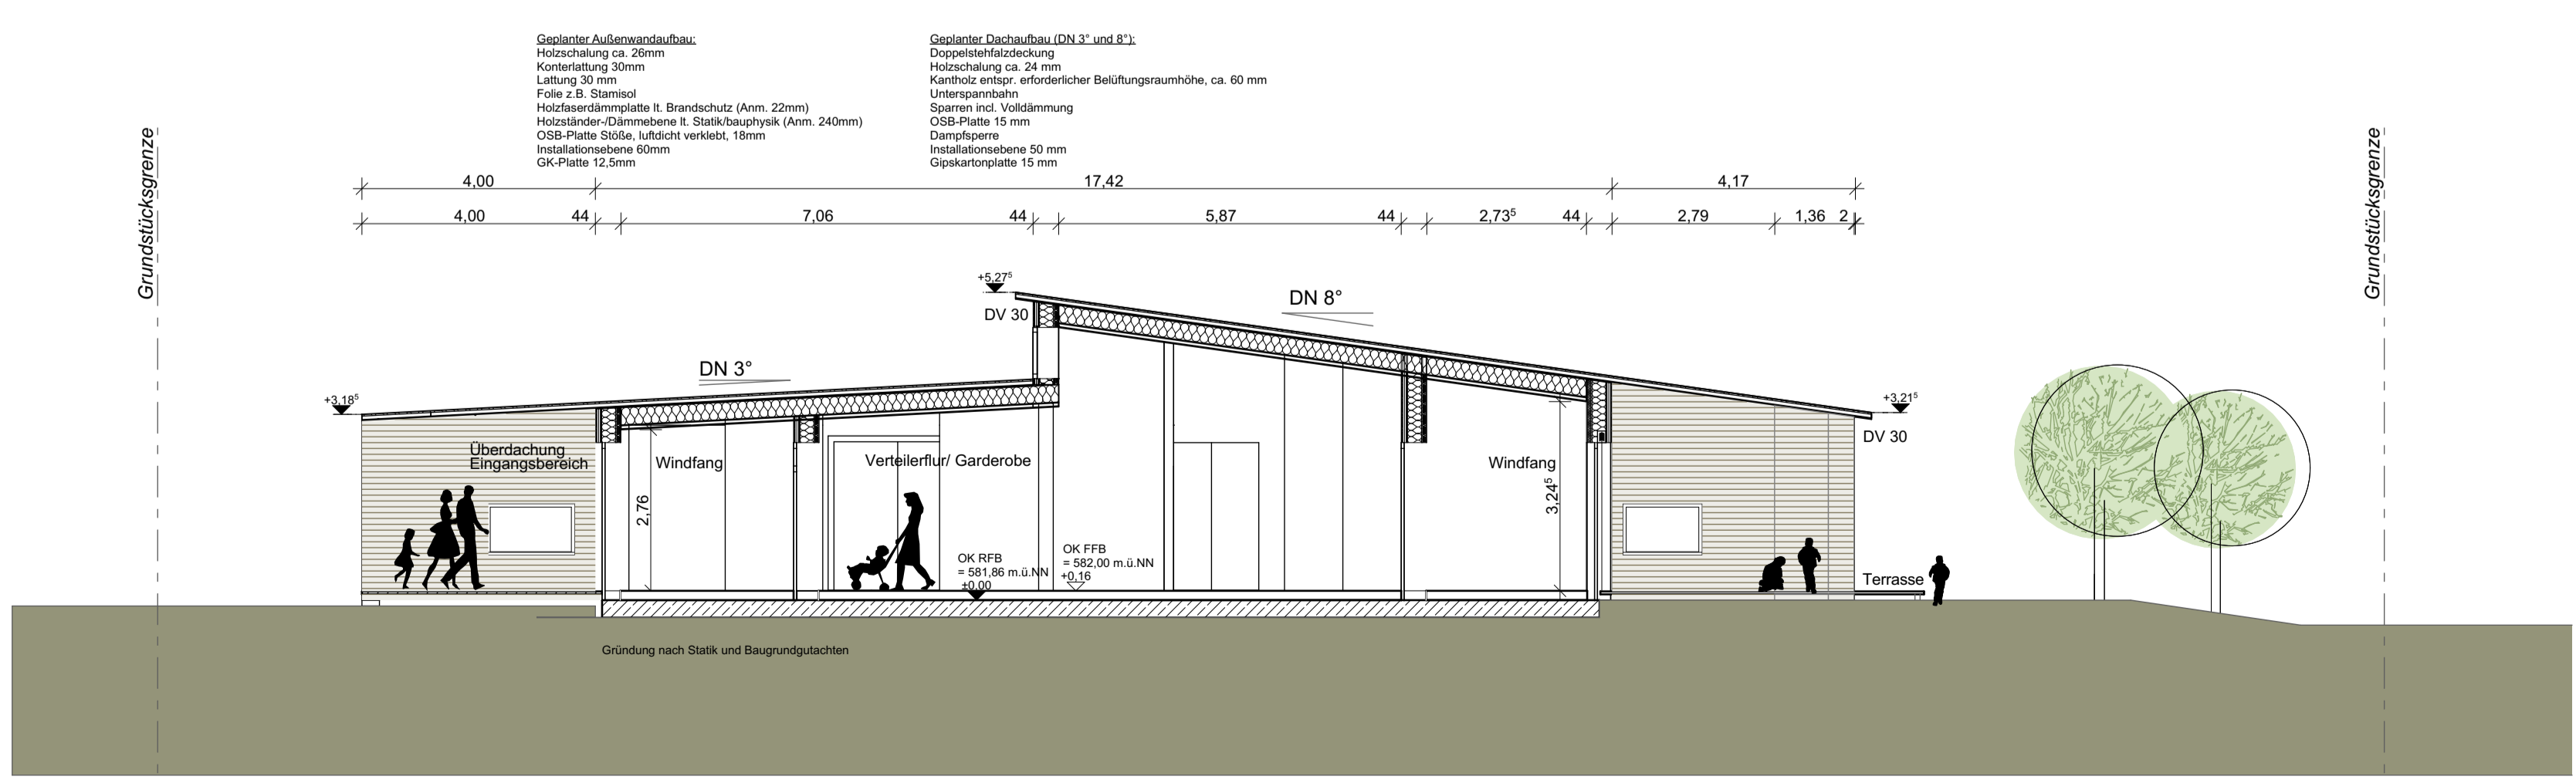 Geplanter Außenwandaufbau:
Holzschalung ca. 26mm
Konterlattung 30mm
Lattung 30 mm
Folie z.B. Stamisol
Holzfaserdämmplatte lt. Brandschutz (Anm. 22mm)
Holzständer-/Dämmebene lt. Statik/bauphysik (Anm. 240mm)
OSB-Platte Stöße, luftdicht verklebt, 18mm
Installationsebene 60mm
GK-Platte 12,5mm
Geplanter Dachaufbau (DN 3° und 8°):
Doppelstehfalzdeckung
Holzschalung ca. 24 mm
Kantholz entspr. erforderlicher Belüftungsraumhöhe, ca. 60 mm
Unterspannbahn
Sparren incl. Volldämmung
OSB-Platte 15 mm
Dampfsperre
Installationsebene 50 mm
Gipskartonplatte 15 mm
Grundstücksgrenze
Grundstücksgrenze
4,00 17,42 4,17
4,00 44 7,06 44 5,87 44 2,73⁵ 44 2,79 1,36 2
+5,27⁵
DV 30
DN 8°
DN 3°
+3,18⁵
+3,21⁵
DV 30
Überdachung
Eingangsbereich
Windfang
Verteilerflur/ Garderobe
Windfang
2,76
3,24⁵
OK RFB
= 581,86 m.ü.NN
±0,00
OK FFB
= 582,00 m.ü.NN
+0,16
Terrasse
Gründung nach Statik und Baugrundgutachten